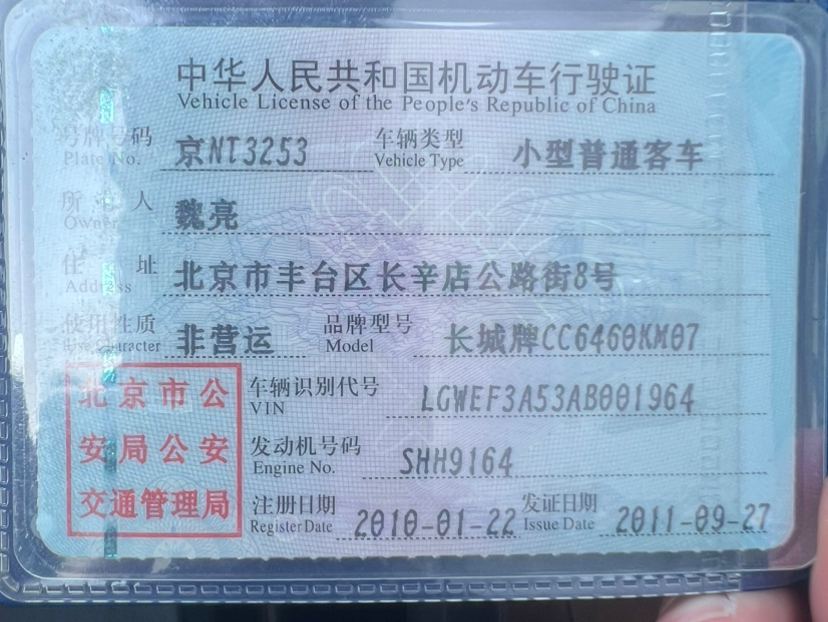 中华人民共和国机动车行驶证
Vehicle License of the People's Republic of China
号牌号码 京NT3253 车辆类型 小型普通客车
Plate No. Vehicle Type
所有人 魏亮
Owner
住址 北京市丰台区长辛店公路街8号
Address
使用性质 非营运 品牌型号 长城牌CC6460KM07
Use Character Model
北京市公
安局公安
交通管理局
车辆识别代号 LGWEF3A53AB001964
VIN
发动机号码 SHH9164
Engine No.
注册日期 2010-01-22 发证日期 2011-09-27
Register Date Issue Date